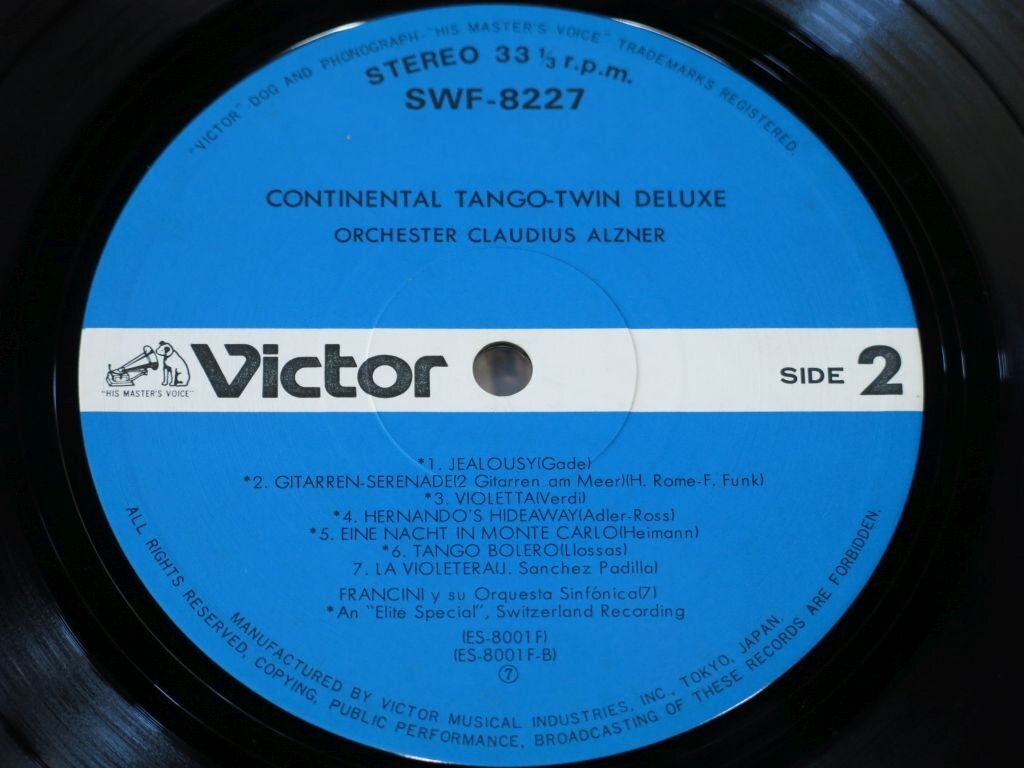 "VICTOR"-DOG AND PHONOGRAPH-"HIS MASTER'S VOICE" TRADEMARKS REGISTERED.
STEREO 33 1/3 r.p.m.
SWF-8227
CONTINENTAL TANGO-TWIN DELUXE
ORCHESTER CLAUDIUS ALZNER
"HIS MASTER'S VOICE"
Victor
SIDE 2
*1. JEALOUSY(Gade)
*2. GITARREN-SERENADE(2 Gitarren am Meer)(H. Rome-F. Funk)
*3. VIOLETTA(Verdi)
*4. HERNANDO'S HIDEAWAY(Adler-Ross)
*5. EINE NACHT IN MONTE CARLO(Heimann)
*6. TANGO BOLERO(Llossas)
7. LA VIOLETERA(J. Sanchez Padilla)
FRANCINI y su Orquesta Sinfónica(7)
*An "Elite Special", Switzerland Recording
(ES-8001F)
(ES-8001F-B)
⑦
MANUFACTURED BY VICTOR MUSICAL INDUSTRIES, INC., TOKYO, JAPAN.
ALL RIGHTS RESERVED, COPYING, PUBLIC PERFORMANCE, BROADCASTING OF THESE RECORDS ARE FORBIDDEN.